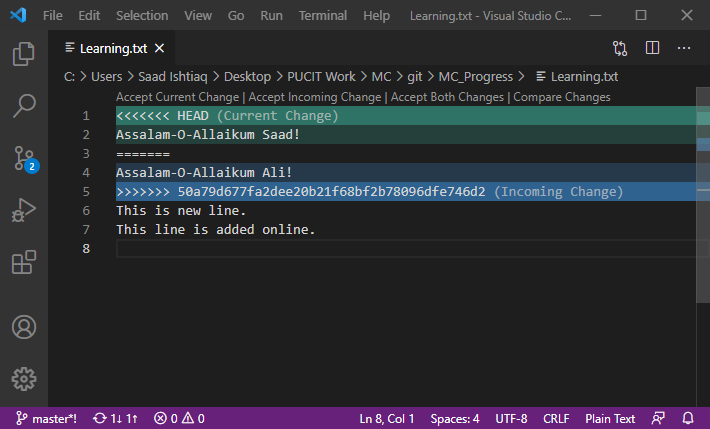 File Edit Selection View Go Run Terminal Help Learning.txt - Visual Studio C...
Learning.txt
C: > Users > Saad Ishtiaq > Desktop > PUCIT Work > MC > git > MC_Progress > Learning.txt
Accept Current Change | Accept Incoming Change | Accept Both Changes | Compare Changes
1 <<<<<<< HEAD (Current Change)
2 Assalam-O-Allaikum Saad!
3 =======
4 Assalam-O-Allaikum Ali!
5 >>>>>>> 50a79d677fa2dee20b21f68bf2b78096dfe746d2 (Incoming Change)
6 This is new line.
7 This line is added online.
8
2
master*! 1↓ 1↑ 0 0 Ln 8, Col 1 Spaces: 4 UTF-8 CRLF Plain Text